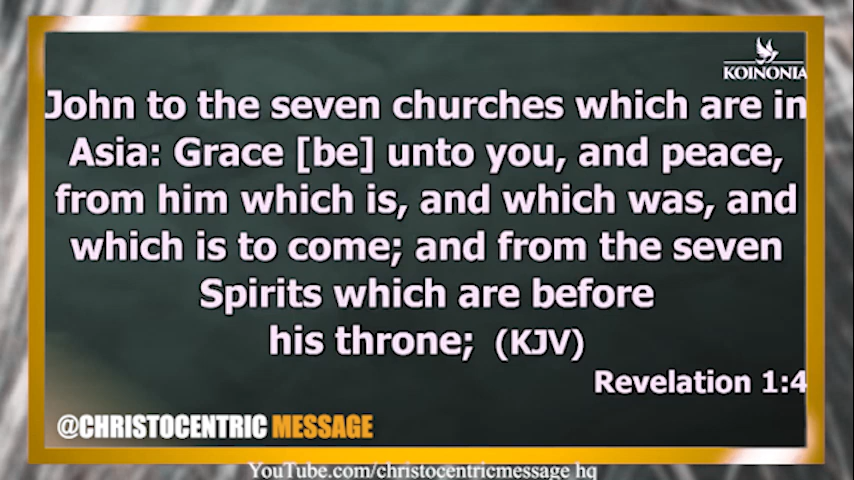 KOINONIA
John to the seven churches which are in
Asia: Grace [be] unto you, and peace,
from him which is, and which was, and
which is to come; and from the seven
Spirits which are before
his throne; (KJV)
Revelation 1:4
@CHRISTOCENTRIC MESSAGE
YouTube.com/christocentricmessage hq